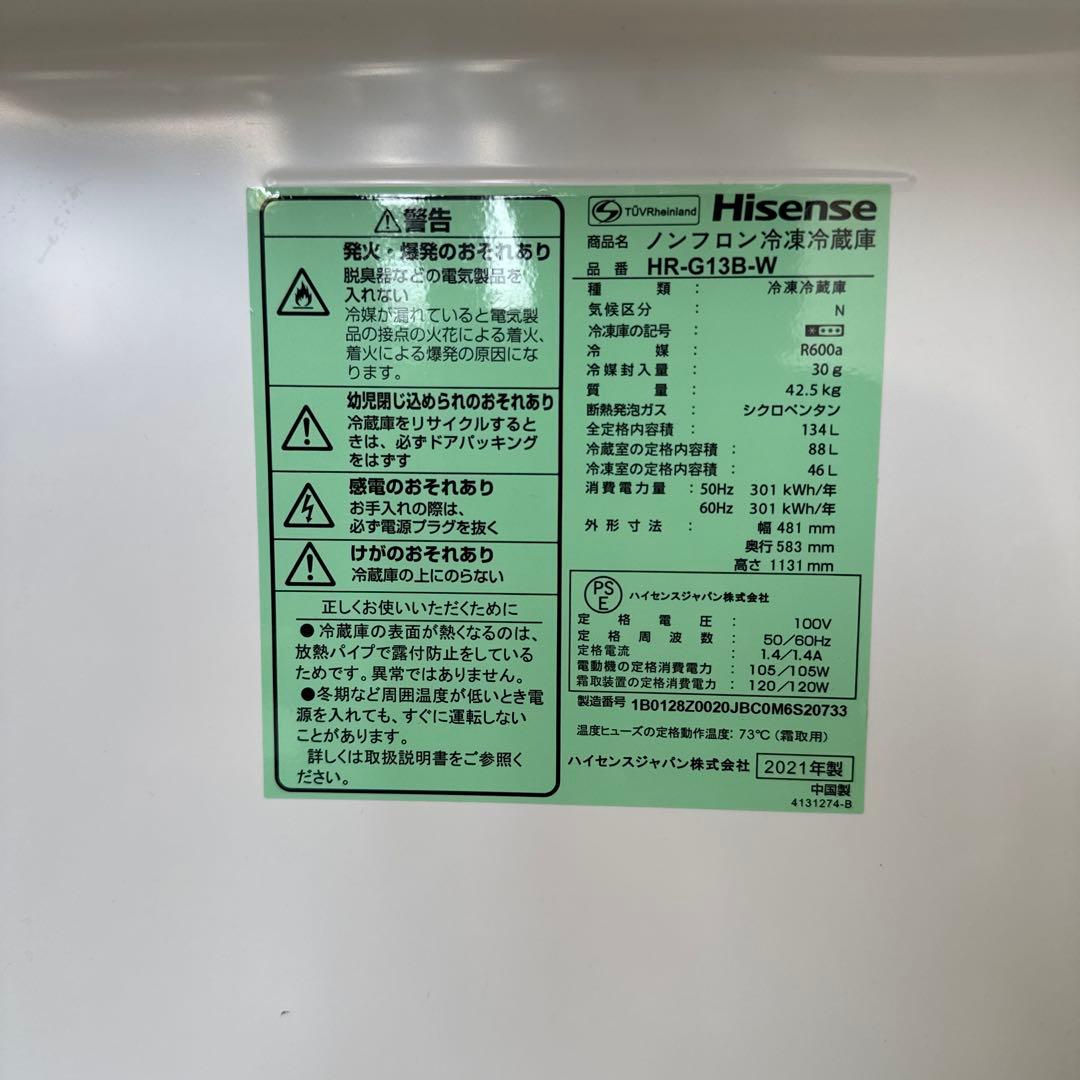 警告
発火・爆発のおそれあり
脱臭器などの電気製品を
入れない
冷媒が漏れていると電気製
品の接点の火花による着火、
着火による爆発の原因にな
ります。
幼児閉じ込められのおそれあり
冷蔵庫をリサイクルすると
きは、必ずドアパッキング
をはずす
感電のおそれあり
お手入れの際は、
必ず電源プラグを抜く
けがのおそれあり
冷蔵庫の上にのらない
正しくお使いいただくために
●冷蔵庫の表面が熱くなるのは、
放熱パイプで露付防止をしている
ためです。異常ではありません。
●冬期など周囲温度が低いとき電
源を入れても、すぐに運転しない
ことがあります。
詳しくは取扱説明書をご参照く
ださい。
TÜVRheinland Hisense
商品名 ノンフロン冷凍冷蔵庫
品番 HR-G13B-W
種類 : 冷凍冷蔵庫
気候区分 : N
冷凍庫の記号 :
冷媒 : R600a
冷媒封入量 : 30g
質量 : 42.5kg
断熱発泡ガス : シクロペンタン
全定格内容積 : 134L
冷蔵室の定格内容積 : 88L
冷凍室の定格内容積 : 46L
消費電力量 : 50Hz 301kWh/年
60Hz 301kWh/年
外形寸法 : 幅 481mm
奥行 583mm
高さ 1131mm
PSE ハイセンスジャパン株式会社
定格電圧 : 100V
定格周波数 : 50/60Hz
定格電流 : 1.4/1.4A
電動機の定格消費電力 : 105/105W
霜取装置の定格消費電力 : 120/120W
製造番号 1B0128Z0020JBC0M6S20733
温度ヒューズの定格動作温度: 73℃ (霜取用)
ハイセンスジャパン株式会社 2021年製
中国製
4131274-B